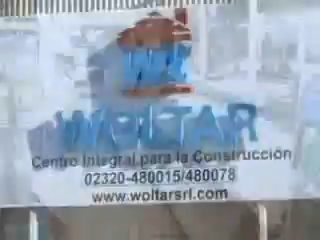 WOLTAR
Centro Integral para la Construcción
02320-480015/480078
www.woltarsrl.com